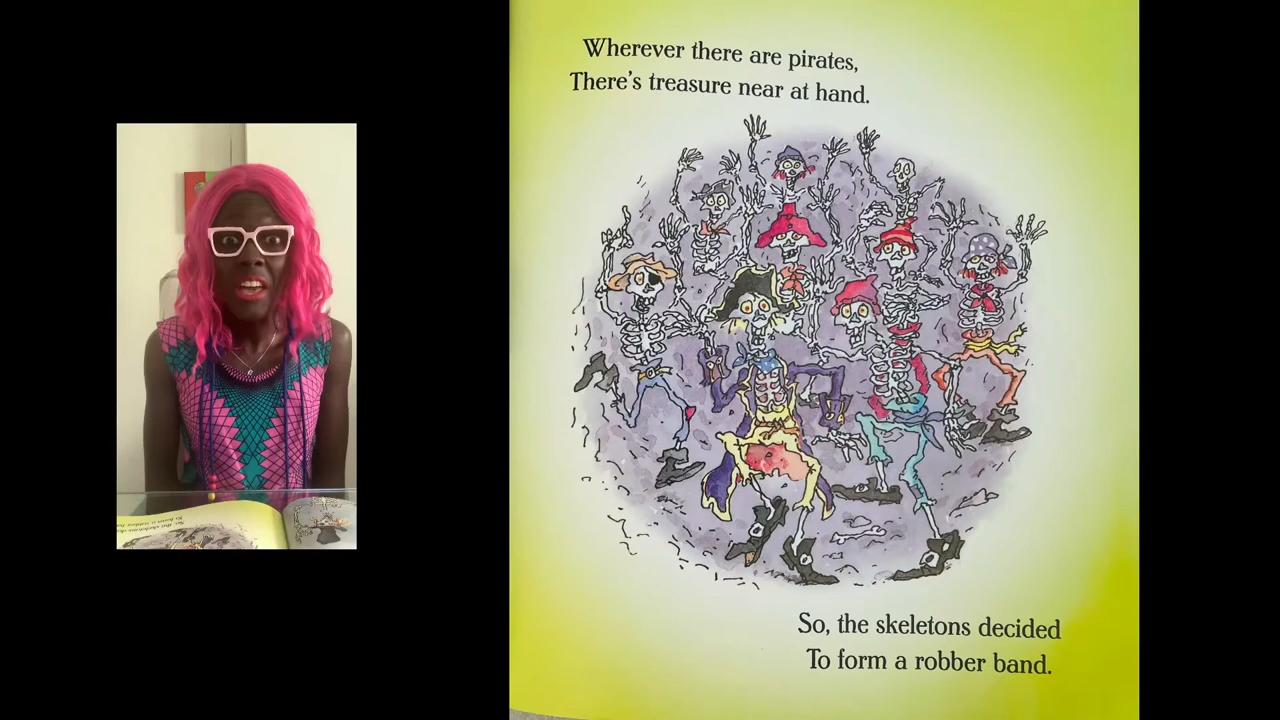 Wherever there are pirates,
There's treasure near at hand.
So, the skeletons decided
To form a robber band.